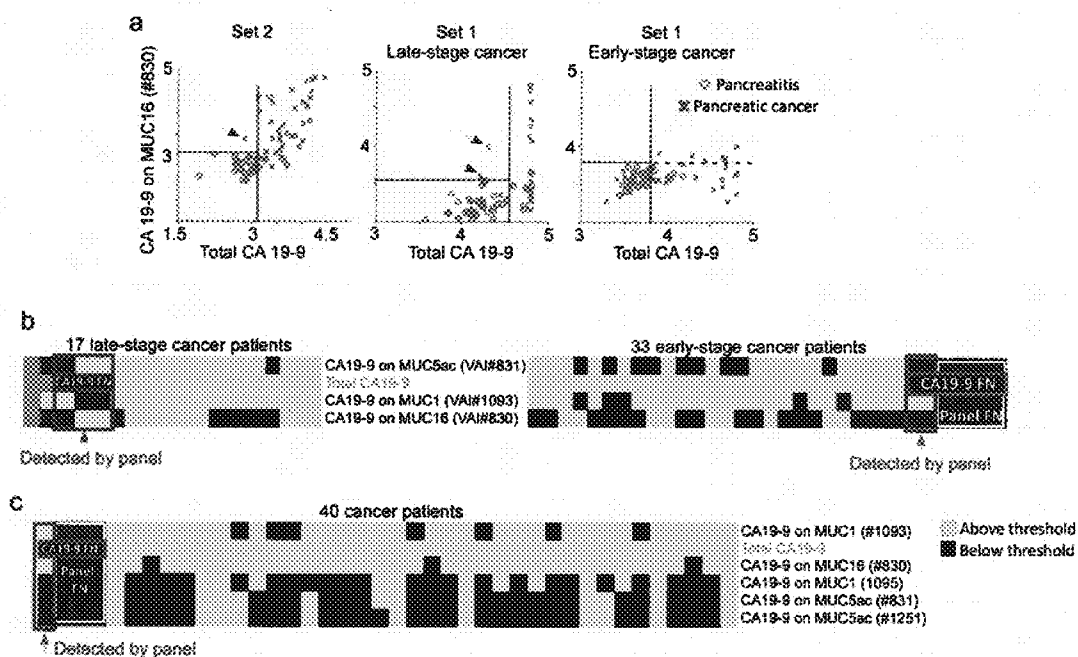 a
Set 2
Set 1
Late-stage cancer
Set 1
Early-stage cancer
CA 19-9 on MUC16 (#830)
5
3
1.5
3
4.5
Total CA 19-9
5
4
3
4
5
Total CA 19-9
5
4
3
4
5
Total CA 19-9
Pancreatitis
Pancreatic cancer
b
17 late-stage cancer patients
33 early-stage cancer patients
CA19-9 on MUC5ac (VAI#831)
Total CA19-9
CA19-9 on MUC1 (VAI#1093)
CA19-9 on MUC16 (VAI#830)
CA19-9 FN
CA19-9 FN
Panel FN
Detected by panel
Detected by panel
c
40 cancer patients
CA19-9 FN
Panel
FN
CA19-9 on MUC1 (#1093)
Total CA19-9
CA19-9 on MUC16 (#830)
CA19-9 on MUC1 (1095)
CA19-9 on MUC5ac (#831)
CA19-9 on MUC5ac (#1251)
Above threshold
Below threshold
Detected by panel